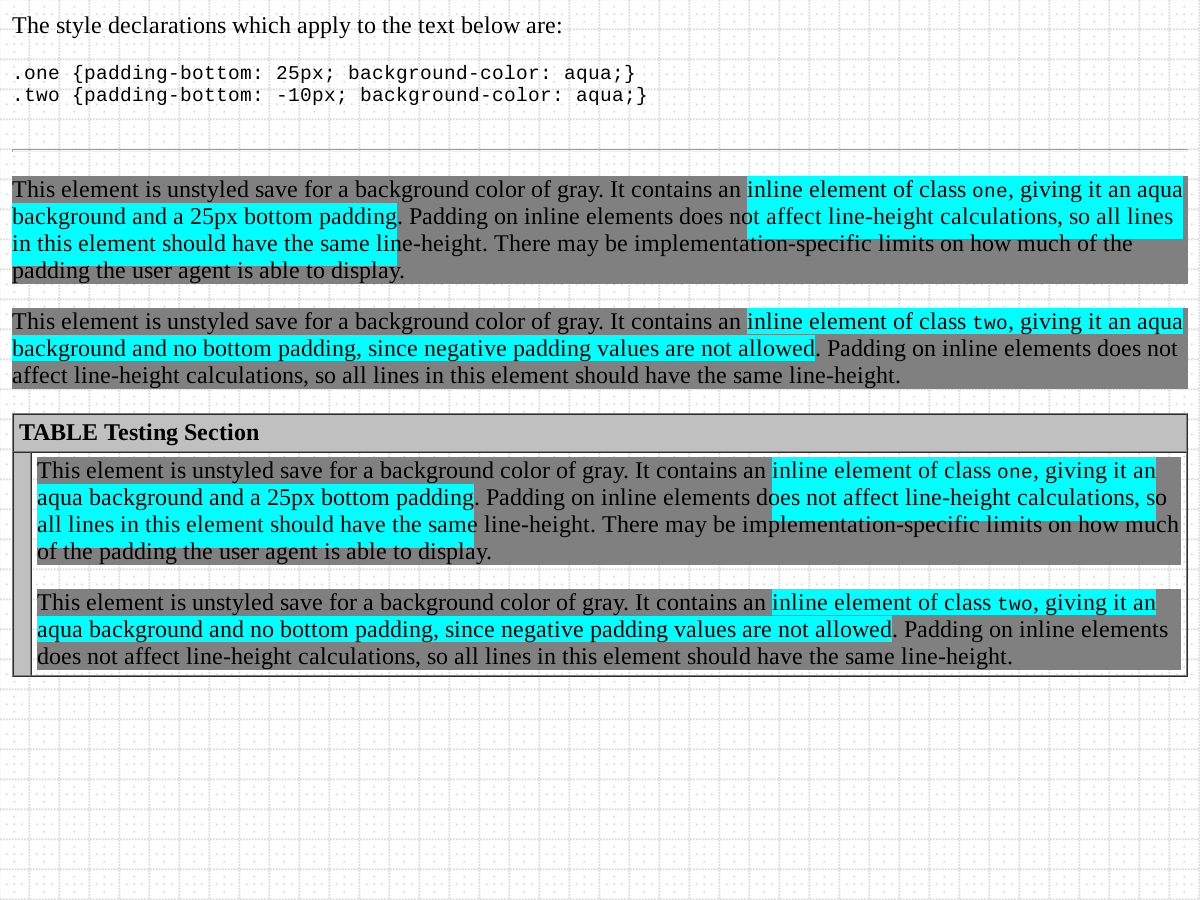 The style declarations which apply to the text below are:
.one {padding-bottom: 25px; background-color: aqua;}
.two {padding-bottom: -10px; background-color: aqua;}
This element is unstyled save for a background color of gray. It contains an inline element of class one, giving it an aqua
background and a 25px bottom padding. Padding on inline elements does not affect line-height calculations, so all lines
in this element should have the same line-height. There may be implementation-specific limits on how much of the
padding the user agent is able to display.
This element is unstyled save for a background color of gray. It contains an inline element of class two, giving it an aqua
background and no bottom padding, since negative padding values are not allowed. Padding on inline elements does not
affect line-height calculations, so all lines in this element should have the same line-height.
TABLE Testing Section
This element is unstyled save for a background color of gray. It contains an inline element of class one, giving it an
aqua background and a 25px bottom padding. Padding on inline elements does not affect line-height calculations, so
all lines in this element should have the same line-height. There may be implementation-specific limits on how much
of the padding the user agent is able to display.
This element is unstyled save for a background color of gray. It contains an inline element of class two, giving it an
aqua background and no bottom padding, since negative padding values are not allowed. Padding on inline elements
does not affect line-height calculations, so all lines in this element should have the same line-height.